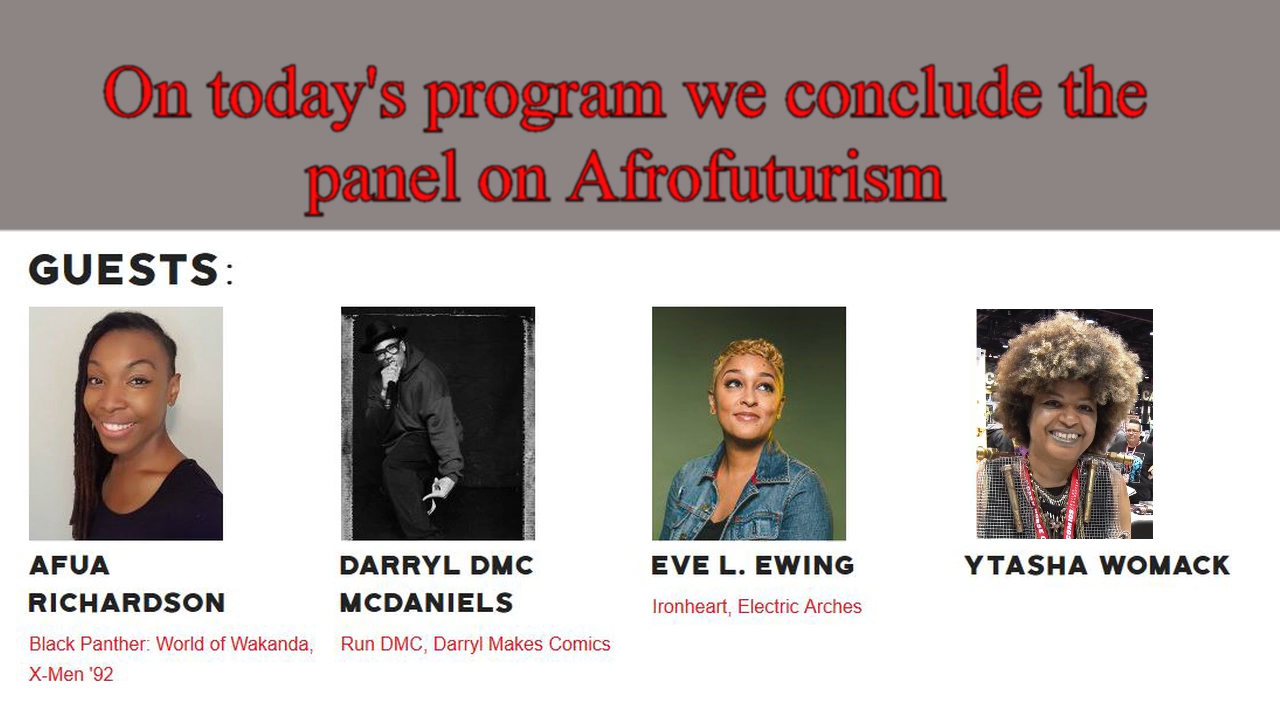 On today's program we conclude the
panel on Afrofuturism
GUESTS:
AFUA
RICHARDSON
Black Panther: World of Wakanda,
X-Men '92
DARRYL DMC
MCDANIELS
Run DMC, Darryl Makes Comics
EVE L. EWING
Ironheart, Electric Arches
YTASHA WOMACK